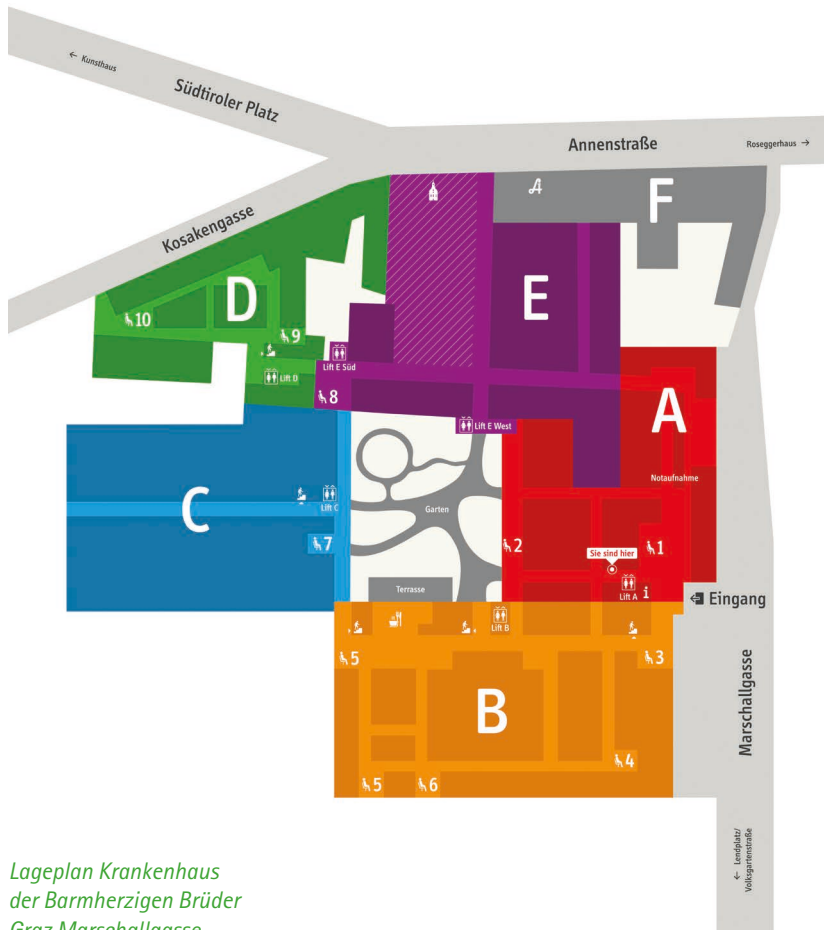 ← Kunsthaus
Südtiroler Platz
Annenstraße
Roseggerhaus →
Kosakengasse
F
D
E
10
9
Lift E Süd
Lift D
8
A
Lift E West
Notaufnahme
C
Lift C
Garten
7
2
Sie sind hier
1
Terrasse
Lift A
i
Eingang
Lift B
5
3
B
Marschallgasse
4
5
6
← Lendplatz/
Volksgartenstraße
Lageplan Krankenhaus
der Barmherzigen Brüder
Graz Marschallgasse